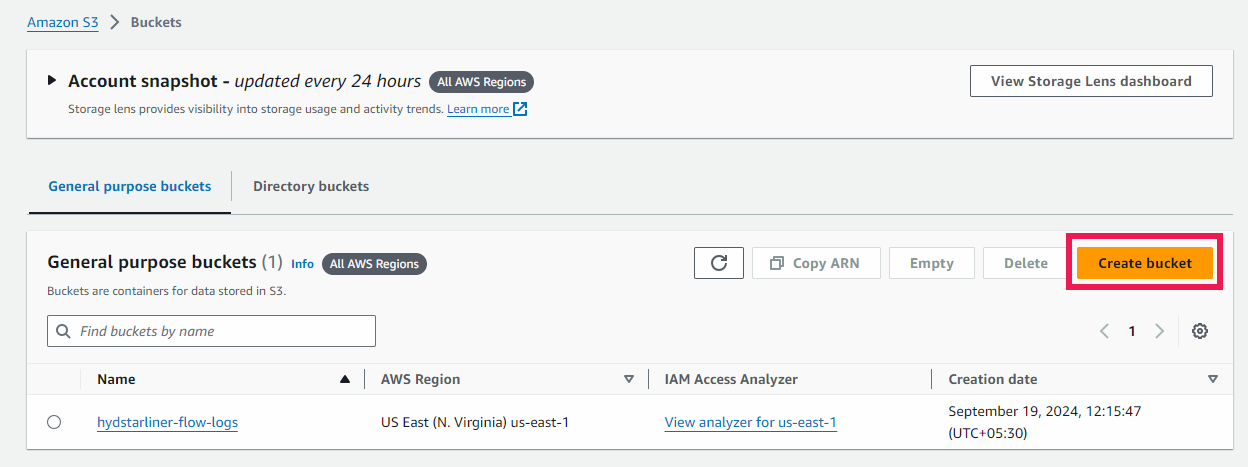 Amazon S3 > Buckets
Account snapshot - updated every 24 hours All AWS Regions View Storage Lens dashboard
Storage lens provides visibility into storage usage and activity trends. Learn more
General purpose buckets Directory buckets
General purpose buckets (1) Info All AWS Regions Copy ARN Empty Delete Create bucket
Buckets are containers for data stored in S3.
Find buckets by name 1
Name AWS Region IAM Access Analyzer Creation date
hydstarliner-flow-logs US East (N. Virginia) us-east-1 View analyzer for us-east-1 September 19, 2024, 12:15:47
(UTC+05:30)